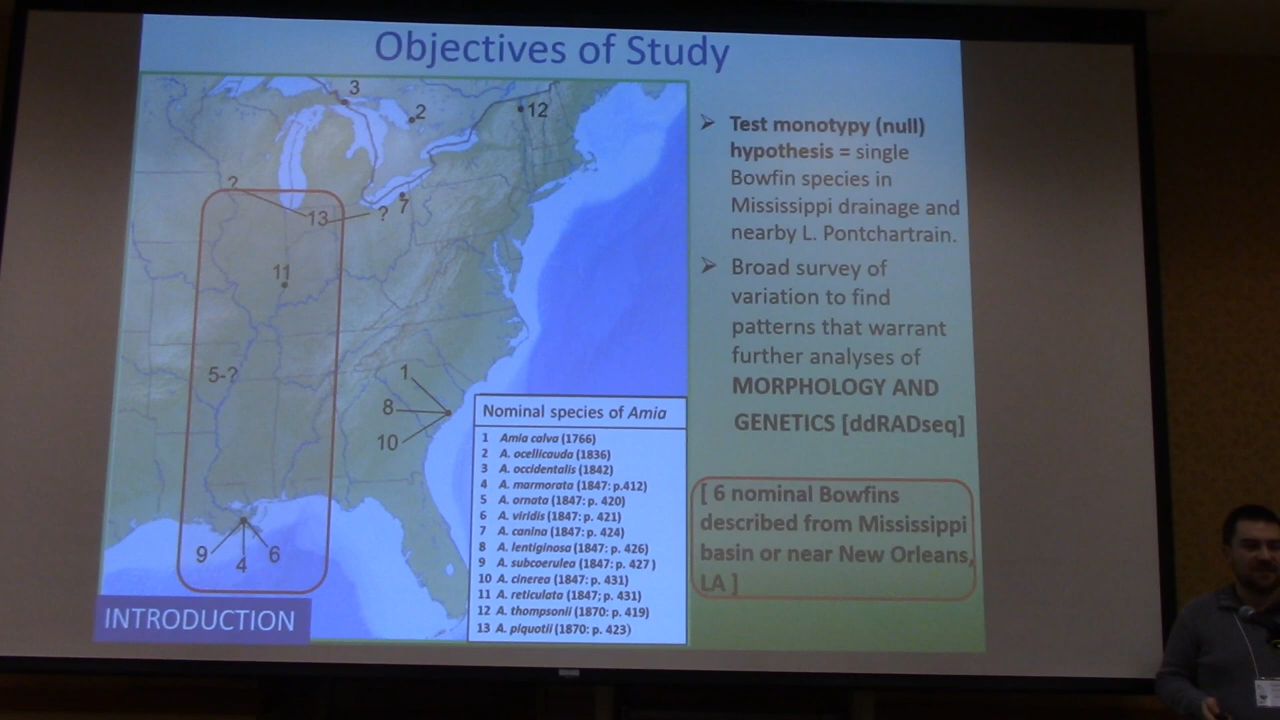 Objectives of Study
3
2
12
?
13
?
7
11
5-?
1
8
10
9
4
6
INTRODUCTION
Nominal species of Amia
1 Amia calva (1766)
2 A. ocellicauda (1836)
3 A. occidentalis (1842)
4 A. marmorata (1847: p.412)
5 A. ornata (1847: p. 420)
6 A. viridis (1847: p. 421)
7 A. canina (1847: p. 424)
8 A. lentiginosa (1847: p. 426)
9 A. subcoerulea (1847: p. 427 )
10 A. cinerea (1847: p. 431)
11 A. reticulata (1847; p. 431)
12 A. thompsonii (1870: p. 419)
13 A. piquotii (1870: p. 423)
➢ Test monotypy (null)
hypothesis = single
Bowfin species in
Mississippi drainage and
nearby L. Pontchartrain.
➢ Broad survey of
variation to find
patterns that warrant
further analyses of
MORPHOLOGY AND
GENETICS [ddRADseq]
[ 6 nominal Bowfins
described from Mississippi
basin or near New Orleans,
LA ]